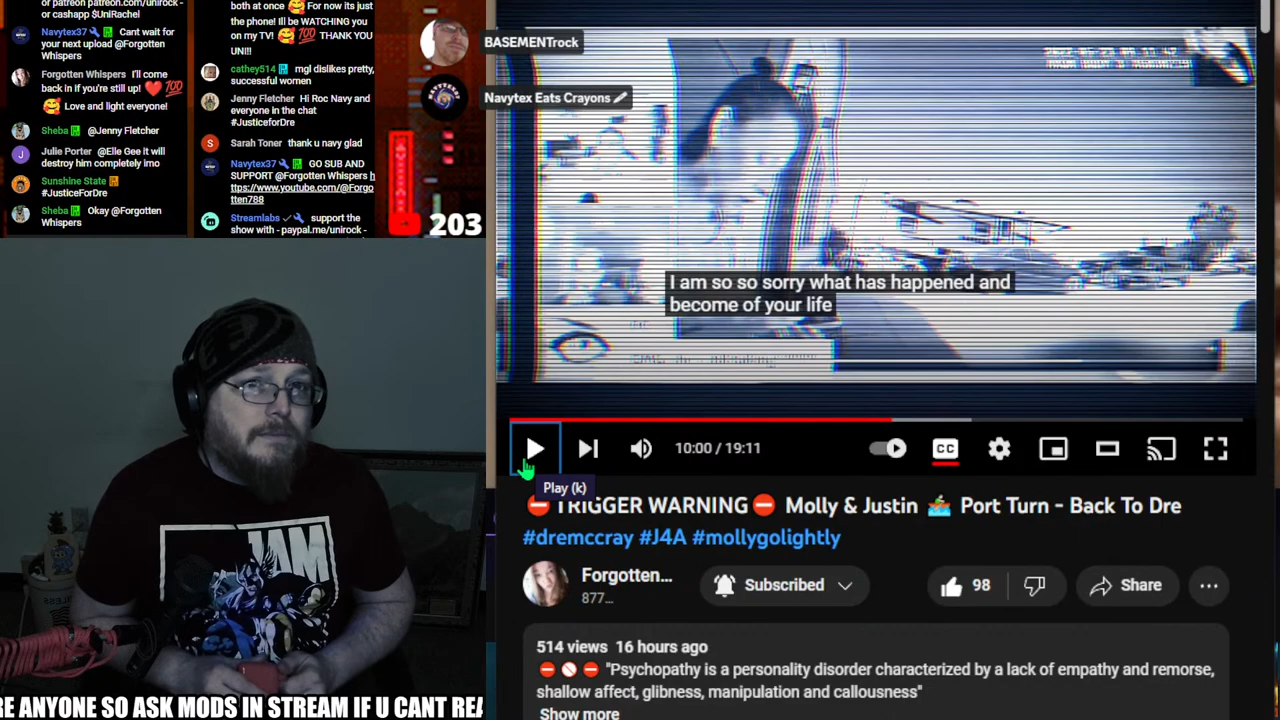 or patreon patreon.com/unirock -
or cashapp $UniRachel
Navytex37 Cant wait for
your next upload @Forgotten
Whispers
Forgotten Whispers I'll come
back in if you're still up! ❤️ 💯
🥰 Love and light everyone!
Sheba @Jenny Fletcher
Julie Porter @Elle Gee it will
destroy him completely imo
Sunshine State
#JusticeForDre
Sheba Okay @Forgotten
Whispers
both at once 🥰 For now its just
the phone! Ill be WATCHING you
on my TV! 🥰 💯 THANK YOU
UNI!!
cathey514 mgl dislikes pretty,
successful women
Jenny Fletcher Hi Roc Navy and
everyone in the chat
#JusticeforDre
Sarah Toner thank u navy glad
Navytex37 GO SUB AND
SUPPORT @Forgotten Whispers h
ttps://www.youtube.com/@Forgo
tten788
Streamlabs support the
show with - paypal.me/unirock -
203
BASEMENTrock
Navytex Eats Crayons
I am so so sorry what has happened and
become of your life
10:00 / 19:11
CC
Play (k)
⛔ TRIGGER WARNING ⛔ Molly & Justin 🚣 Port Turn - Back To Dre
#dremccray #J4A #mollygolightly
Forgotten...
877...
Subscribed
98
Share
514 views 16 hours ago
⛔ 🚫 ⛔ "Psychopathy is a personality disorder characterized by a lack of empathy and remorse,
shallow affect, glibness, manipulation and callousness"
Show more
JAM
RE ANYONE SO ASK MODS IN STREAM IF U CANT REA